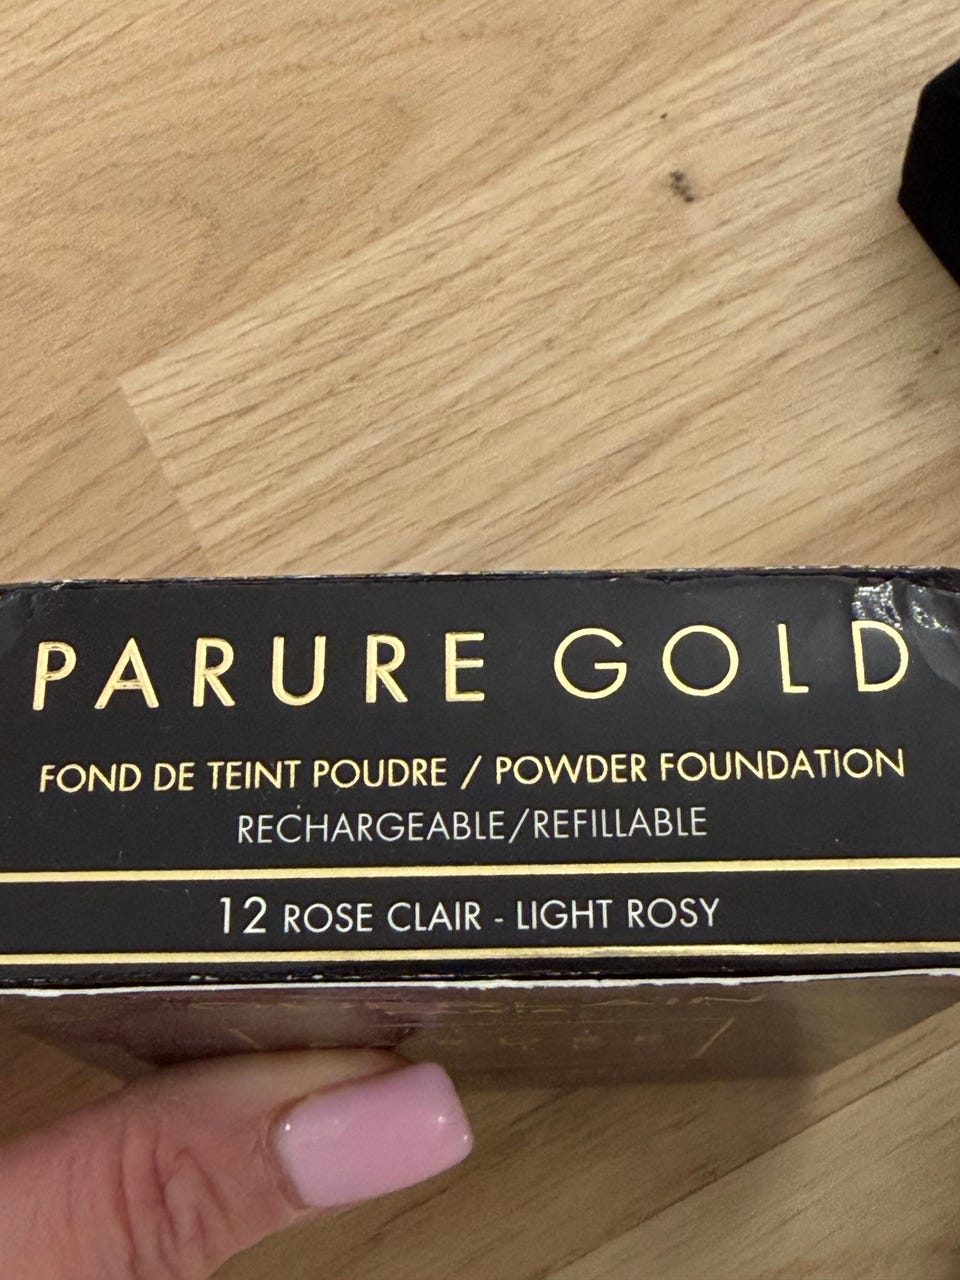 PARURE GOLD
FOND DE TEINT POUDRE / POWDER FOUNDATION
RECHARGEABLE/REFILLABLE
12 ROSE CLAIR - LIGHT ROSY